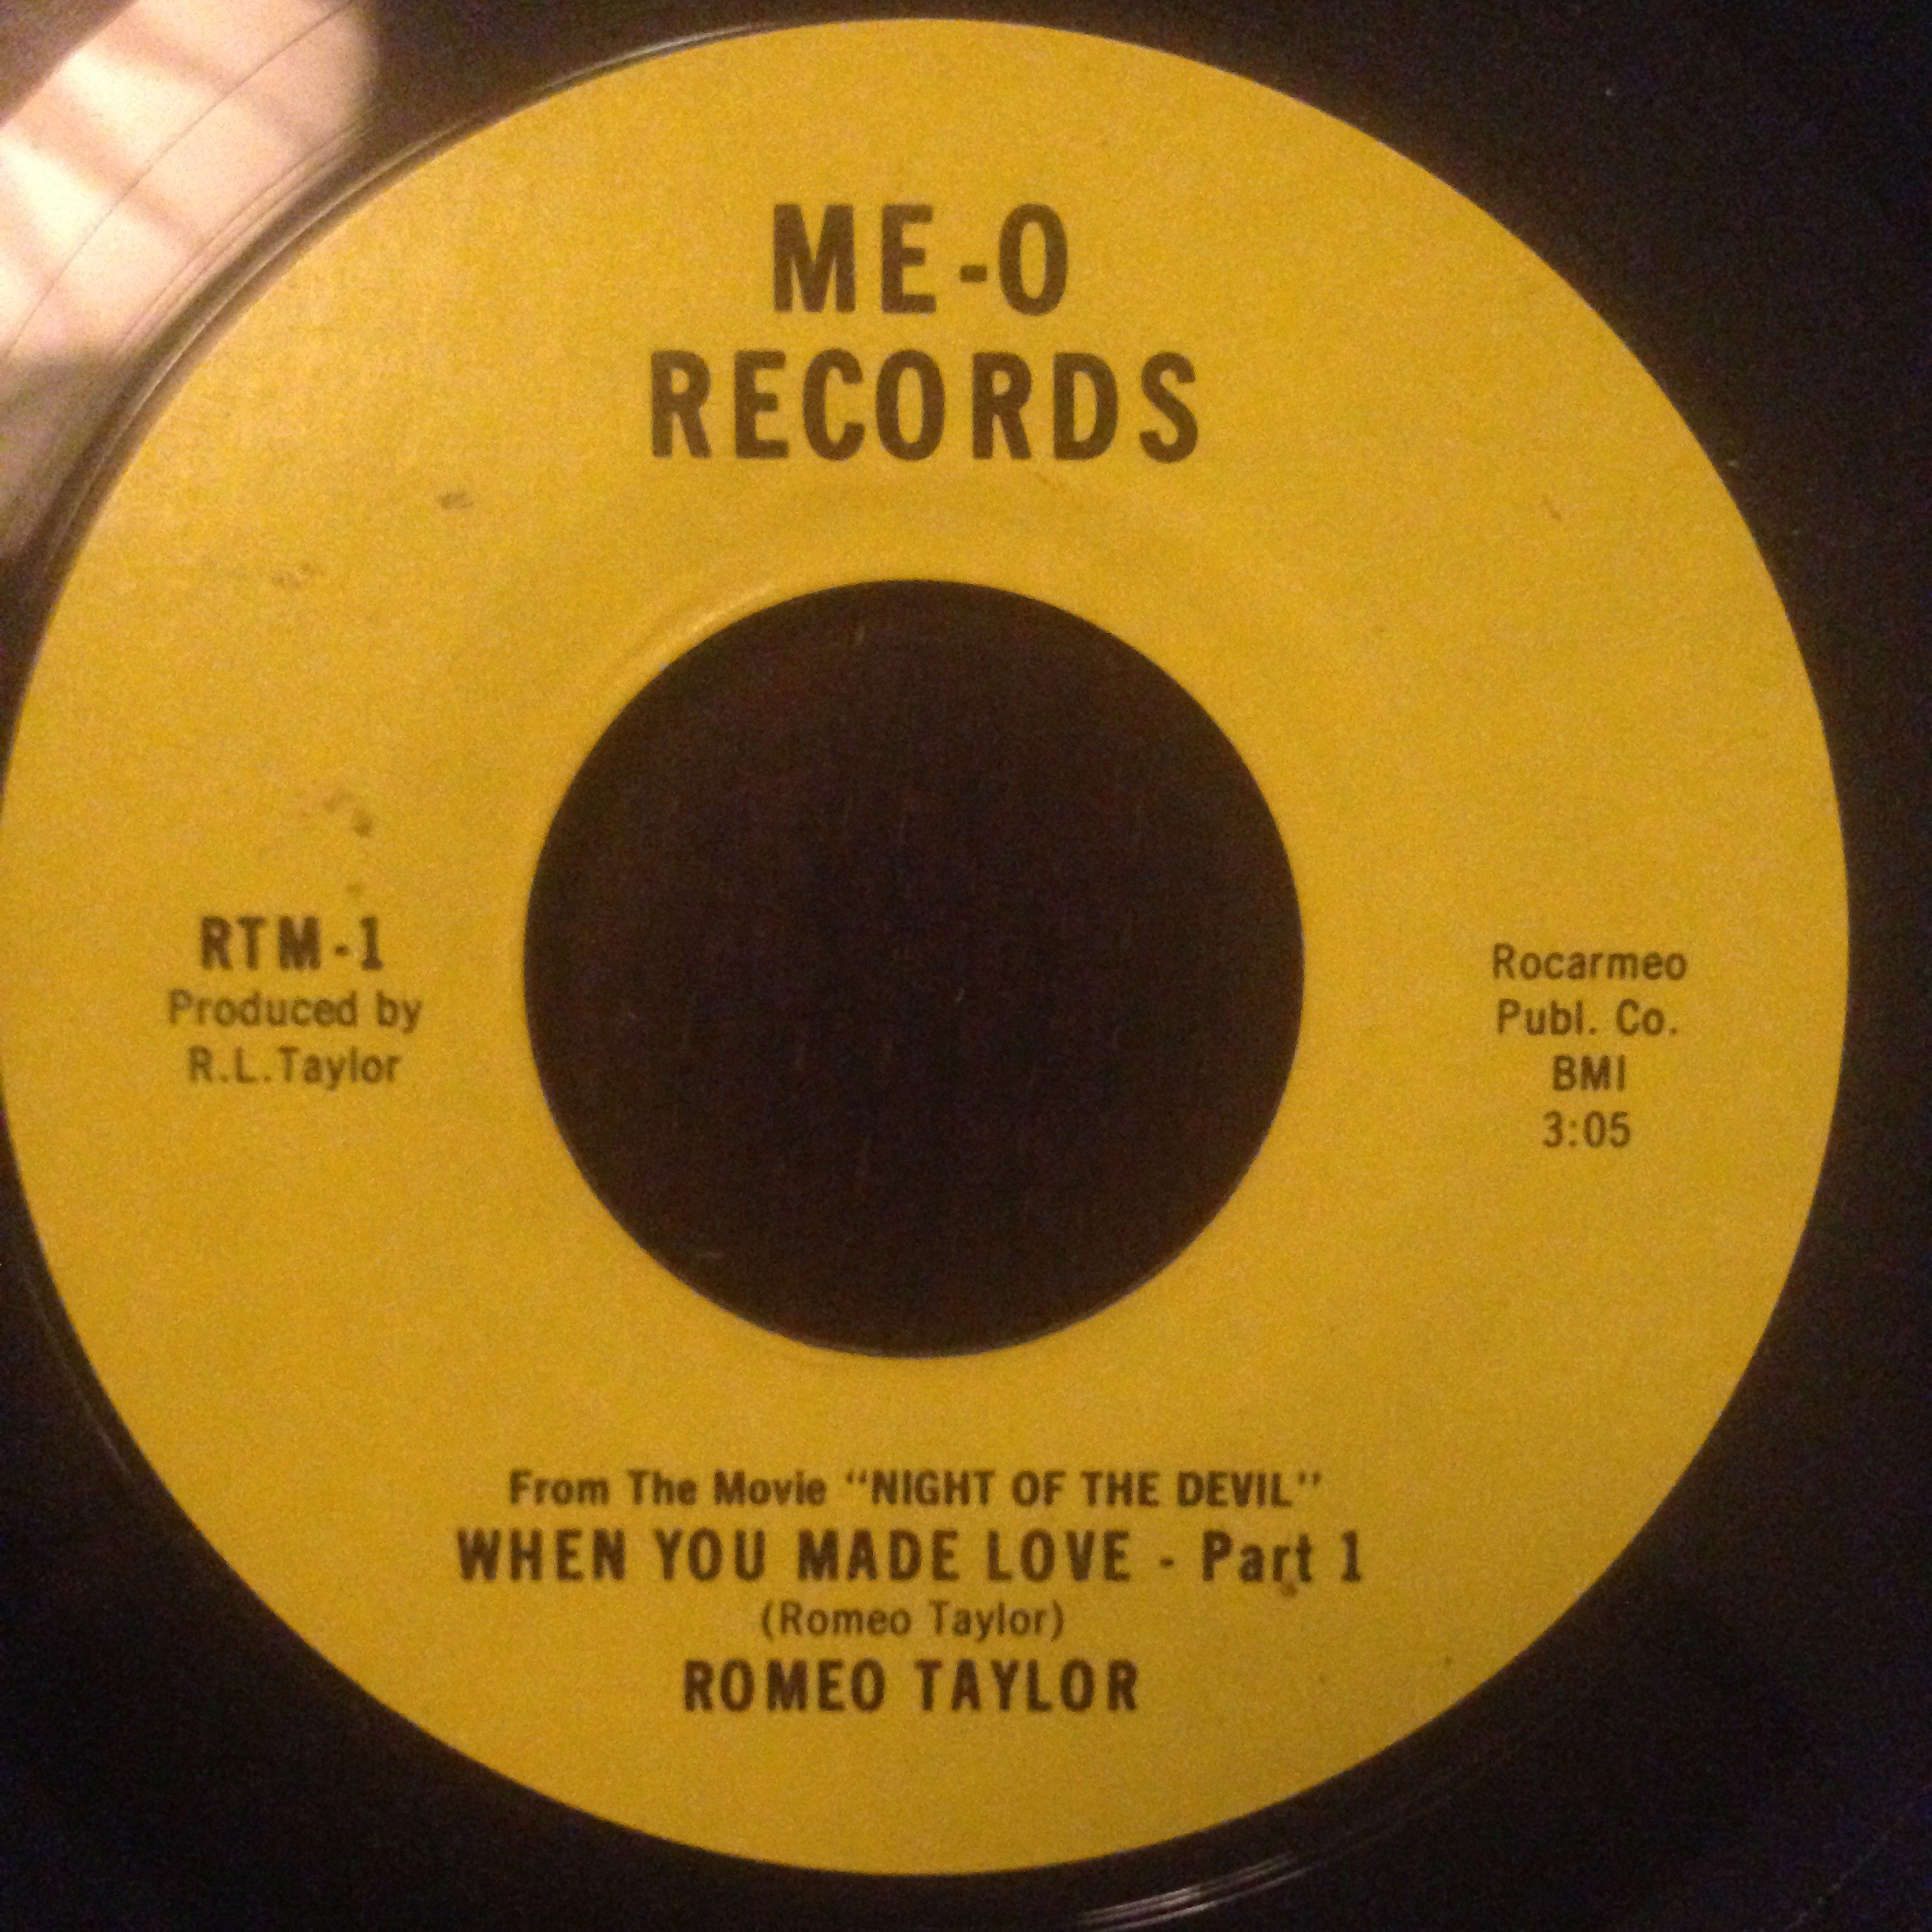 ME-O
RECORDS
RTM-1
Produced by
R.L.Taylor
Rocarmeo
Publ. Co.
BMI
3:05
From The Movie "NIGHT OF THE DEVIL"
WHEN YOU MADE LOVE - Part 1
(Romeo Taylor)
ROMEO TAYLOR